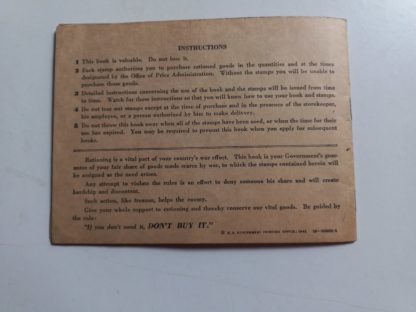 INSTRUCTIONS
1 This book is valuable. Do not lose it.
2 Each stamp authorizes you to purchase rationed goods in the quantities and at the times
designated by the Office of Price Administration. Without the stamps you will be unable to
purchase those goods.
3 Detailed instructions concerning the use of the book and the stamps will be issued from time
to time. Watch for those instructions so that you will know how to use your book and stamps.
4 Do not tear out stamps except at the time of purchase and in the presence of the storekeeper,
his employee, or a person authorized by him to make delivery.
5 Do not throw this book away when all of the stamps have been used, or when the time for their
use has expired. You may be required to present this book when you apply for subsequent
books.
Rationing is a vital part of your country's war effort. This book is your Government's guar-
antee of your fair share of goods made scarce by war, to which the stamps contained herein will
be assigned as the need arises.
Any attempt to violate the rules is an effort to deny someone his share and will create
hardship and discontent.
Such action, like treason, helps the enemy.
Give your whole support to rationing and thereby conserve our vital goods. Be guided by
the rule:
"If you don't need it, DON'T BUY IT."
U. S. GOVERNMENT PRINTING OFFICE: 1942